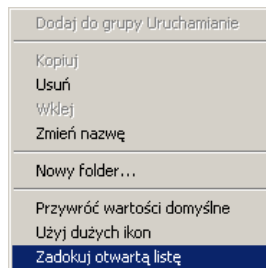 Dodaj do grupy Uruchamianie
Kopiuj
Usuń
Wklej
Zmień nazwę
Nowy folder...
Przywróć wartości domyślne
Użyj dużych ikon
Zadokuj otwartą listę